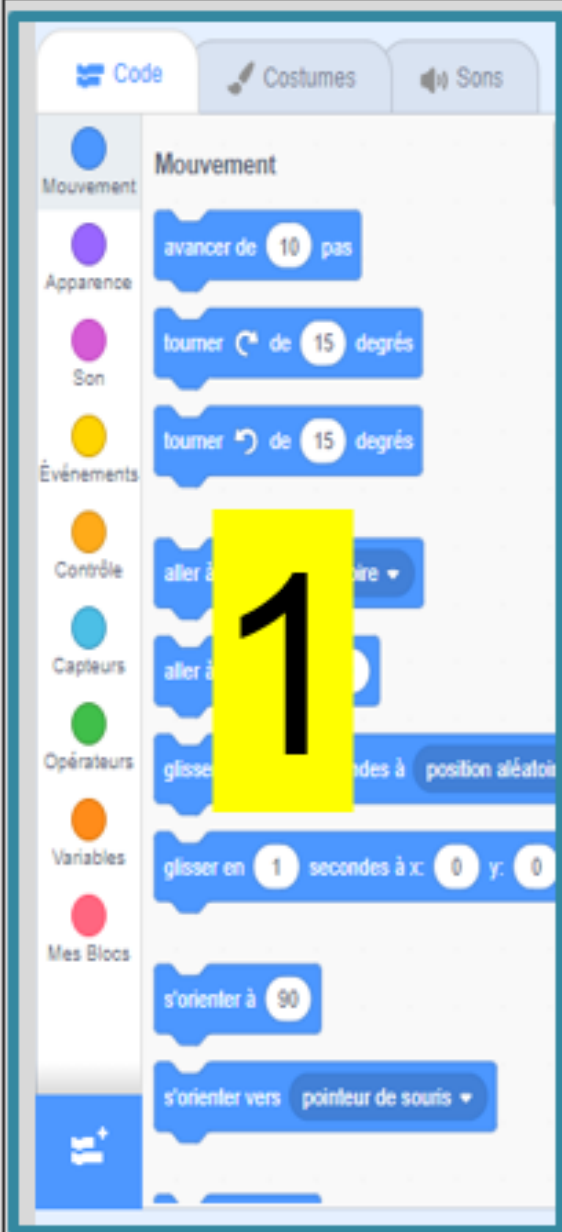 Code Costumes Sons
Mouvement
Apparence
Son
Événements
Contrôle
Capteurs
Opérateurs
Variables
Mes Blocs
Mouvement
avancer de 10 pas
tourner de 15 degrés
tourner de 15 degrés
aller à
aller à
1
à position
glisser en 1 secondes à x: 0 y: 0
s'orienter à 90
s'orienter vers pointeur de souris